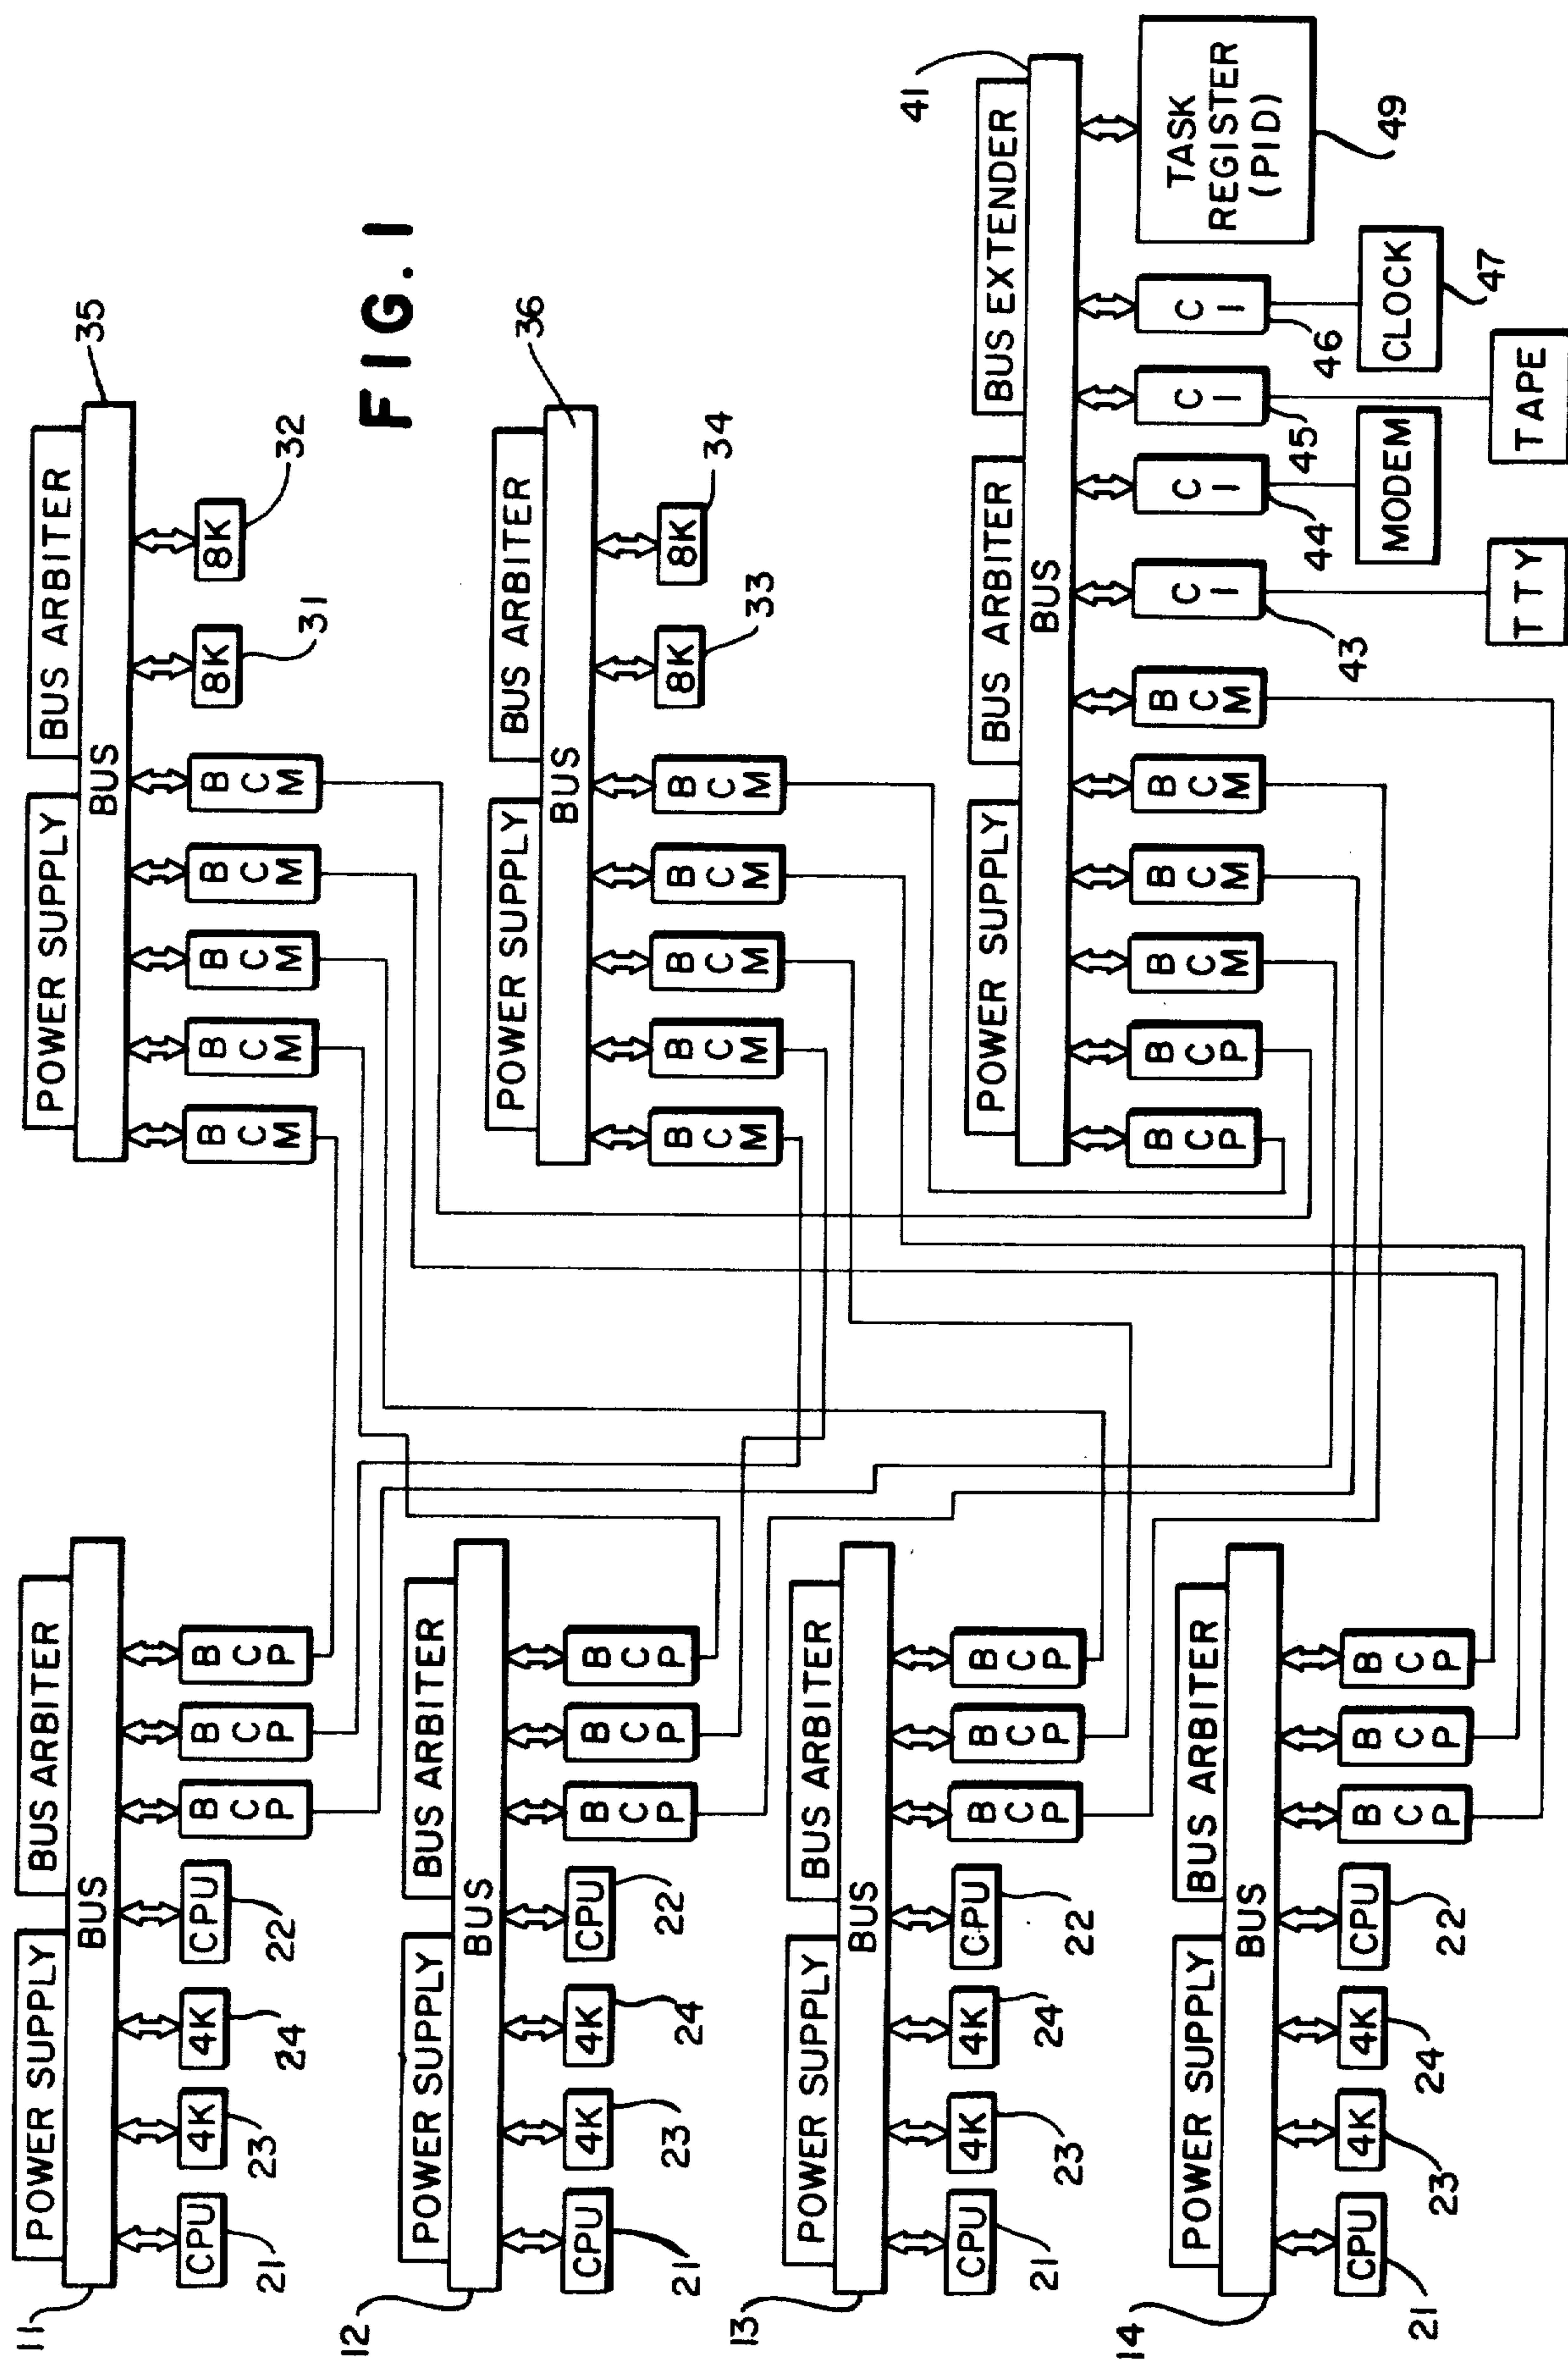 FIG. 1
11
POWER SUPPLY
BUS ARBITER
BUS
CPU
4K
4K
CPU
BCP
BCP
BCP
21
23
24
22
12
POWER SUPPLY
BUS ARBITER
BUS
CPU
4K
4K
CPU
BCP
BCP
BCP
21
23
24
22
13
POWER SUPPLY
BUS ARBITER
BUS
CPU
4K
4K
CPU
BCP
BCP
BCP
21
23
24
22
14
POWER SUPPLY
BUS ARBITER
BUS
CPU
4K
4K
CPU
BCP
BCP
BCP
21
23
24
22
POWER SUPPLY
BUS ARBITER
35
BUS
BCM
BCM
BCM
BCM
BCM
8K
8K
31
32
POWER SUPPLY
BUS ARBITER
36
BUS
BCM
BCM
BCM
BCM
BCM
8K
8K
33
34
POWER SUPPLY
BUS ARBITER
BUS EXTENDER
41
BUS
BCP
BCP
BCM
BCM
BCM
BCM
CI
CI
CI
CI
TASK
REGISTER
(PID)
43
44
45
46
49
MODEM
CLOCK
47
TTY
TAPE